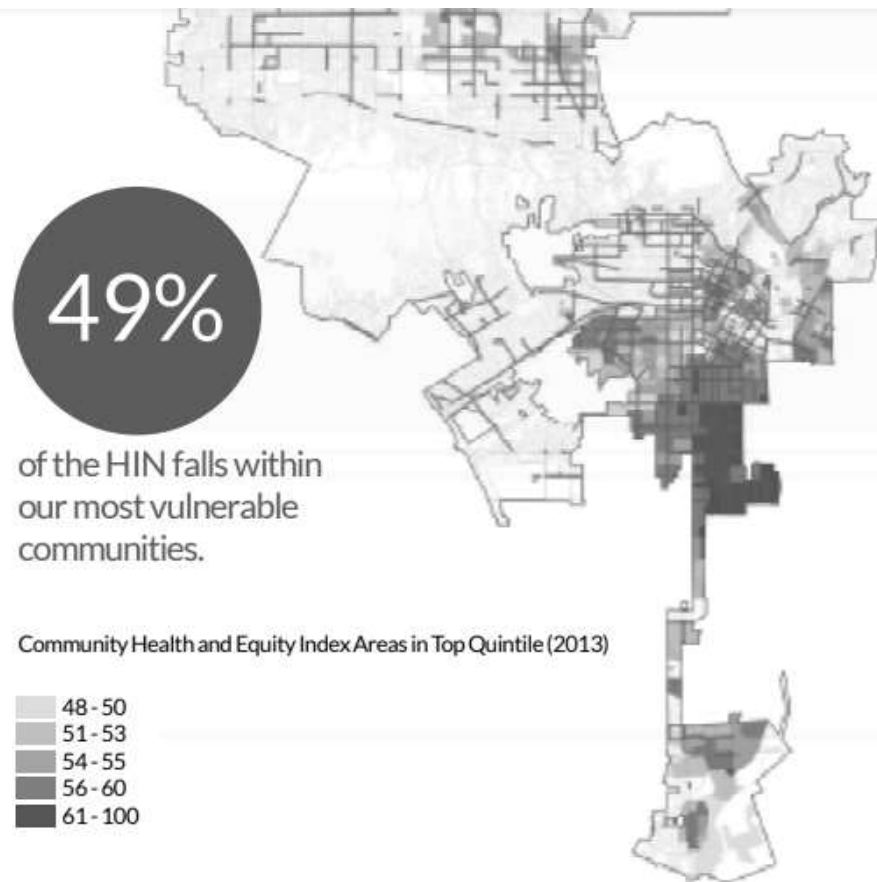 49%
of the HIN falls within
our most vulnerable
communities.
Community Health and Equity Index Areas in Top Quintile (2013)
48 - 50
51 - 53
54 - 55
56 - 60
61 - 100